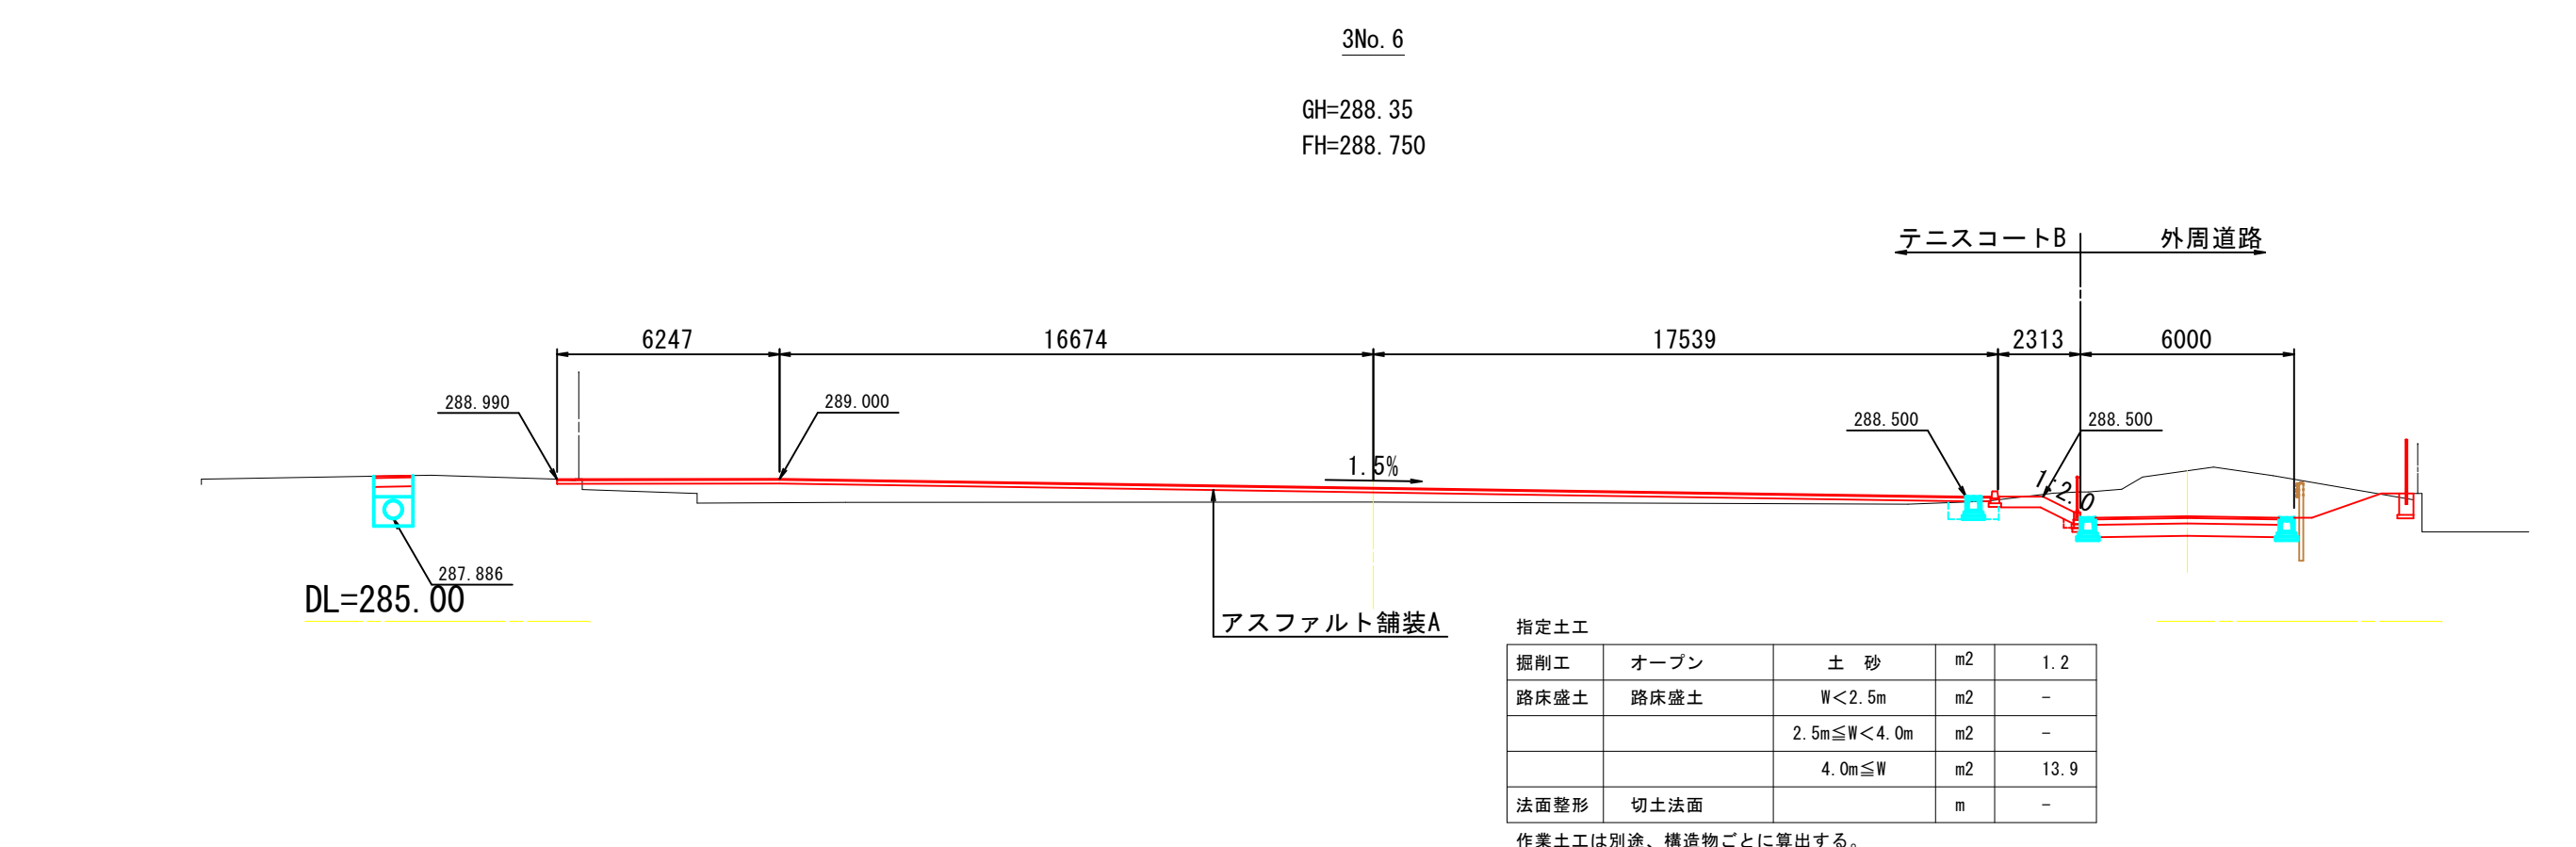 3No.6
GH=288.35
FH=288.750
テニスコートB 外周道路
6247 16674 17539 2313 6000
288.990 289.000 288.500 288.500
1.5%
1:2.0
287.886
DL=285.00
アスファルト舗装A
指定土工
掘削工 オープン 土 砂 m2 1.2
路床盛土 路床盛土 W<2.5m m2 -
2.5m≦W<4.0m m2 -
4.0m≦W m2 13.9
法面整形 切土法面 m -
作業土工は別途、構造物ごとに算出する。